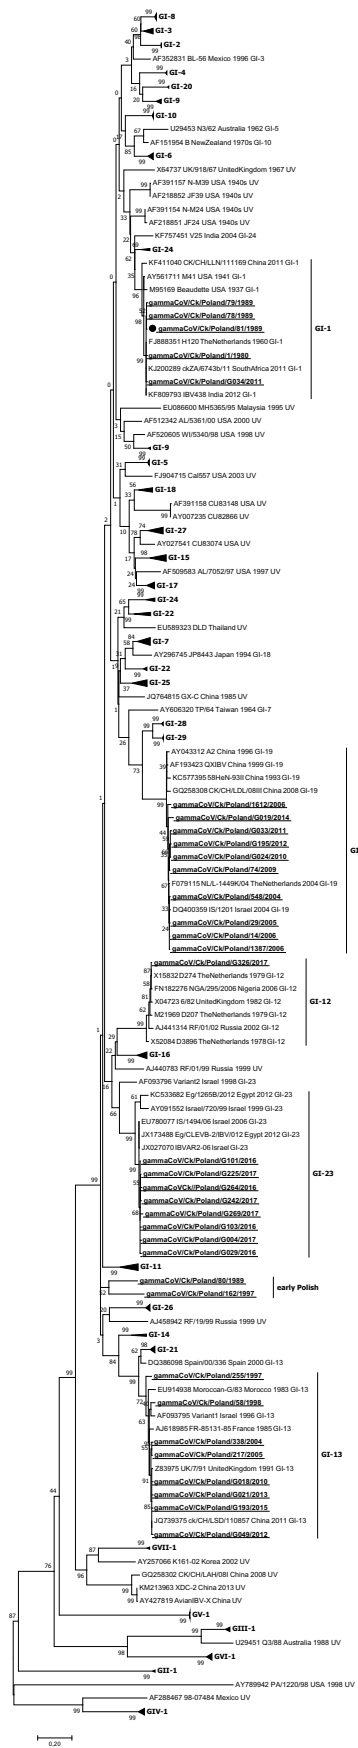 GI-8
GI-3
GI-2
AF352831 BL-56 Mexico 1996 GI-3
GI-4
GI-20
GI-9
GI-10
U29453 N3/62 Australia 1962 GI-5
AF151954 B NewZealand 1970s GI-10
GI-6
X64737 UK/918/67 UnitedKingdom 1967 UV
AF391157 N-M39 USA 1940s UV
AF218852 JF39 USA 1940s UV
AF391154 N-M24 USA 1940s UV
AF218851 JF24 USA 1940s UV
KF757451 V25 India 2004 GI-24
GI-24
KF411040 CK/CH/LLN/111169 China 2011 GI-1
AY561711 M41 USA 1941 GI-1
M95169 Beaudette USA 1937 GI-1
gammaCoV/Ck/Poland/79/1989
gammaCoV/Ck/Poland/78/1989
gammaCoV/Ck/Poland/81/1989
GI-1
FJ888351 H120 TheNetherlands 1960 GI-1
gammaCoV/Ck/Poland/1/1980
KJ200289 ckZA/6743b/11 SouthAfrica 2011 GI-1
gammaCoV/Ck/Poland/G034/2011
KF809793 IBV438 India 2012 GI-1
EU086600 MH5365/95 Malaysia 1995 UV
AF512342 AL/5361/00 USA 2000 UV
AF520605 WI/5340/98 USA 1998 UV
GI-9
GI-5
FJ904715 Cal557 USA 2003 UV
GI-18
AF391158 CU83148 USA UV
AY007235 CU82866 UV
GI-27
AY027541 CU83074 USA UV
GI-15
AF509583 AL/7052/97 USA 1997 UV
GI-17
GI-24
GI-22
EU589323 DLD Thailand UV
GI-7
AY296745 JP8443 Japan 1994 GI-18
GI-22
GI-25
JQ764815 GX-C China 1985 UV
AY606320 TP/64 Taiwan 1964 GI-7
GI-28
GI-29
AY043312 A2 China 1996 GI-19
AF193423 QXIBV China 1999 GI-19
KC577395 58HeN-93II China 1993 GI-19
GQ258308 CK/CH/LDL/08III China 2008 GI-19
gammaCoV/Ck/Poland/1612/2006
gammaCoV/Ck/Poland/G019/2014
gammaCoV/Ck/Poland/G033/2011
gammaCoV/Ck/Poland/G195/2012
GI
gammaCoV/Ck/Poland/G024/2010
gammaCoV/Ck/Poland/74/2009
F079115 NL/L-1449K/04 TheNetherlands 2004 GI-19
gammaCoV/Ck/Poland/548/2004
DQ400359 IS/1201 Israel 2004 GI-19
gammaCoV/Ck/Poland/29/2005
gammaCoV/Ck/Poland/14/2006
gammaCoV/Ck/Poland/1387/2006
gammaCoV/Ck/Poland/G326/2017
X15832 D274 TheNetherlands 1979 GI-12
FN182276 NGA/295/2006 Nigeria 2006 GI-12
X04723 6/82 UnitedKingdom 1982 GI-12
GI-12
M21969 D207 TheNetherlands 1979 GI-12
AJ441314 RF/01/02 Russia 2002 GI-12
X52084 D3896 TheNetherlands 1978 GI-12
GI-16
AJ440783 RF/01/99 Russia 1999 UV
AF093796 Variant2 Israel 1998 GI-23
KC533682 Eg/1265B/2012 Egypt 2012 GI-23
AY091552 Israel/720/99 Israel 1999 GI-23
EU780077 IS/1494/06 Israel 2006 GI-23
JX173488 Eg/CLEVB-2/IBV/012 Egypt 2012 GI-23
JX027070 IBVAR2-06 Israel GI-23
gammaCoV/Ck/Poland/G101/2016
gammaCoV/Ck/Poland/G225/2017
GI-23
gammaCoV/Ck//Poland/G264/2016
gammaCoV/Ck/Poland/G242/2017
gammaCoV/Ck/Poland/G269/2017
gammaCoV/Ck/Poland/G103/2016
gammaCoV/Ck/Poland/G004/2017
gammaCoV/Ck/Poland/G029/2016
GI-11
gammaCoV/Ck/Poland/80/1989
early Polish
gammaCoV/Ck/Poland/162/1997
GI-26
AJ458942 RF/19/99 Russia 1999 UV
GI-14
GI-21
DQ386098 Spain/00/336 Spain 2000 GI-13
gammaCoV/Ck/Poland/255/1997
EU914938 Moroccan-G/83 Morocco 1983 GI-13
gammaCoV/Ck/Poland/58/1998
AF093795 Variant1 Israel 1996 GI-13
AJ618985 FR-85131-85 France 1985 GI-13
gammaCoV/Ck/Poland/338/2004
gammaCoV/Ck/Poland/217/2005
GI-13
Z83975 UK/7/91 UnitedKingdom 1991 GI-13
gammaCoV/Ck/Poland/G018/2010
gammaCoV/Ck/Poland/G021/2013
gammaCoV/Ck/Poland/G193/2015
JQ739375 ck/CH/LSD/110857 China 2011 GI-13
gammaCoV/Ck/Poland/G049/2012
GVII-1
AY257066 K161-02 Korea 2002 UV
GQ258302 CK/CH/LAH/08I China 2008 UV
KM213963 XDC-2 China 2013 UV
AY427819 AvianIBV-X China UV
GV-1
GIII-1
U29451 Q3/88 Australia 1988 UV
GVI-1
GII-1
AY789942 PA/1220/98 USA 1998 UV
AF288467 98-07484 Mexico UV
GIV-1
0,20